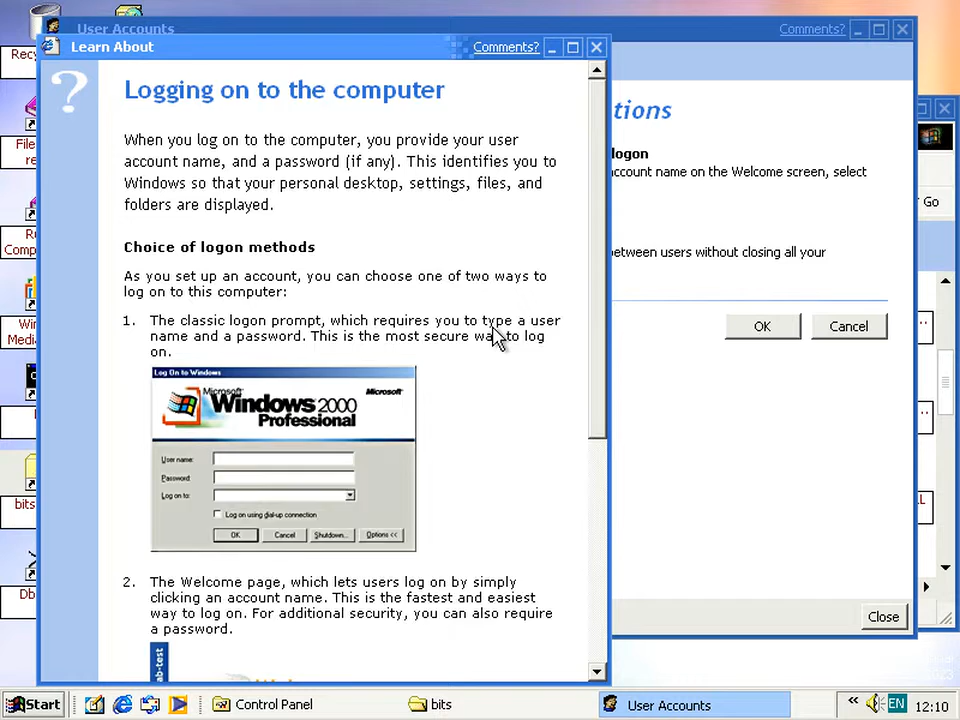 User Accounts
Comments?
Learn About
Comments?
Logging on to the computer
When you log on to the computer, you provide your user
account name, and a password (if any). This identifies you to
Windows so that your personal desktop, settings, files, and
folders are displayed.
Choice of logon methods
As you set up an account, you can choose one of two ways to
log on to this computer:
1. The classic logon prompt, which requires you to type a user
name and a password. This is the most secure way to log
on.
Log On to Windows
Microsoft
Microsoft
Windows 2000
Professional
User name:
Password:
Log on to:
Log on using dial-up connection
OK
Cancel
Shutdown...
Options <<
2. The Welcome page, which lets users log on by simply
clicking an account name. This is the fastest and easiest
way to log on. For additional security, you can also require
a password.
tions
logon
account name on the Welcome screen, select
between users without closing all your
OK
Cancel
Close
Go
Recy
File
re
Ru
Comp
Win
Media
bits
Db
Start
Control Panel
bits
User Accounts
EN
12:10